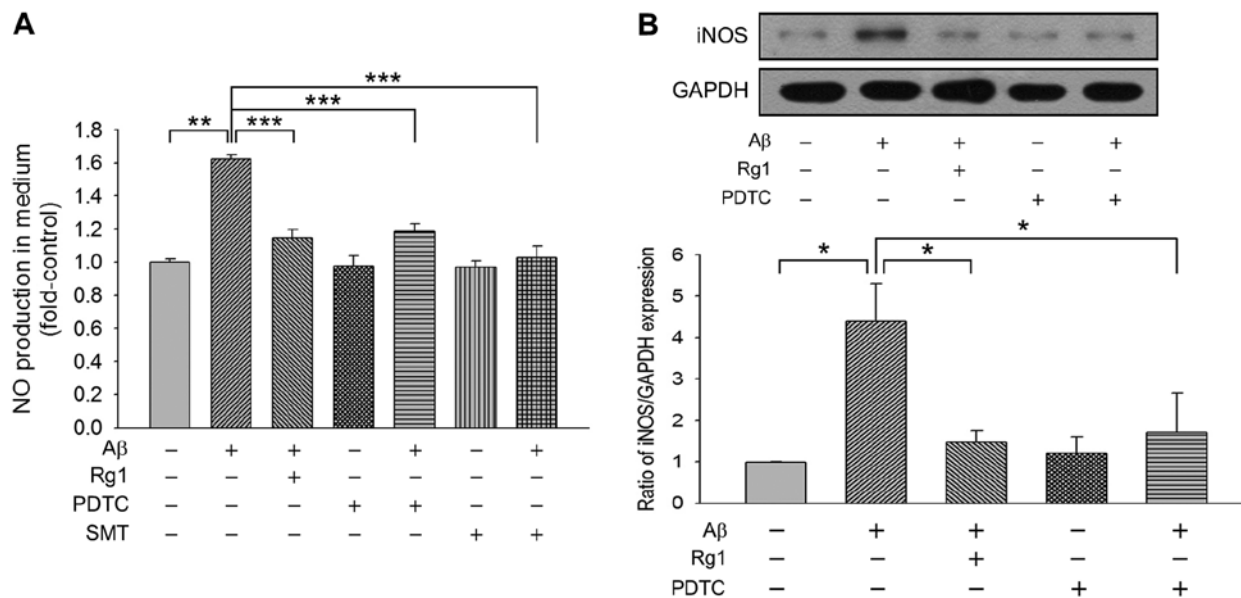 A
** *** *** ***
NO production in medium
(fold-control)
1.8
1.6
1.4
1.2
1.0
0.8
0.6
0.4
0.2
0.0
Aβ – + + – + – +
Rg1 – – + – – – –
PDTC – – – + + – –
SMT – – – – – + +
B
iNOS
GAPDH
Aβ – + + – +
Rg1 – – + – –
PDTC – – – + +
* * *
Ratio of iNOS/GAPDH expression
6
5
4
3
2
1
0
Aβ – + + – +
Rg1 – – + – –
PDTC – – – + +